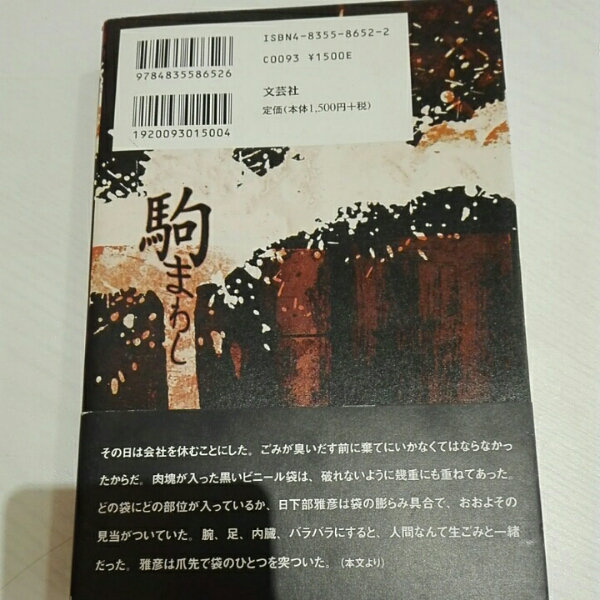 ISBN4-8355-8652-2
C0093 ¥1500E
9784835586526
文芸社
定価(本体1,500円+税)
1920093015004
駒まわし
その日は会社を休むことにした。ごみが臭いだす前に棄てにいかなくてはならなかっ
たからだ。肉塊が入った黒いビニール袋は、破れないように幾重にも重ねてあった。
どの袋にどの部位が入っているか、日下部雅彦は袋の膨らみ具合で、おおよその
見当がついていた。腕、足、内臓、バラバラにすると、人間なんて生ごみと一緒
だった。雅彦は爪先で袋のひとつを突ついた。(本文より)